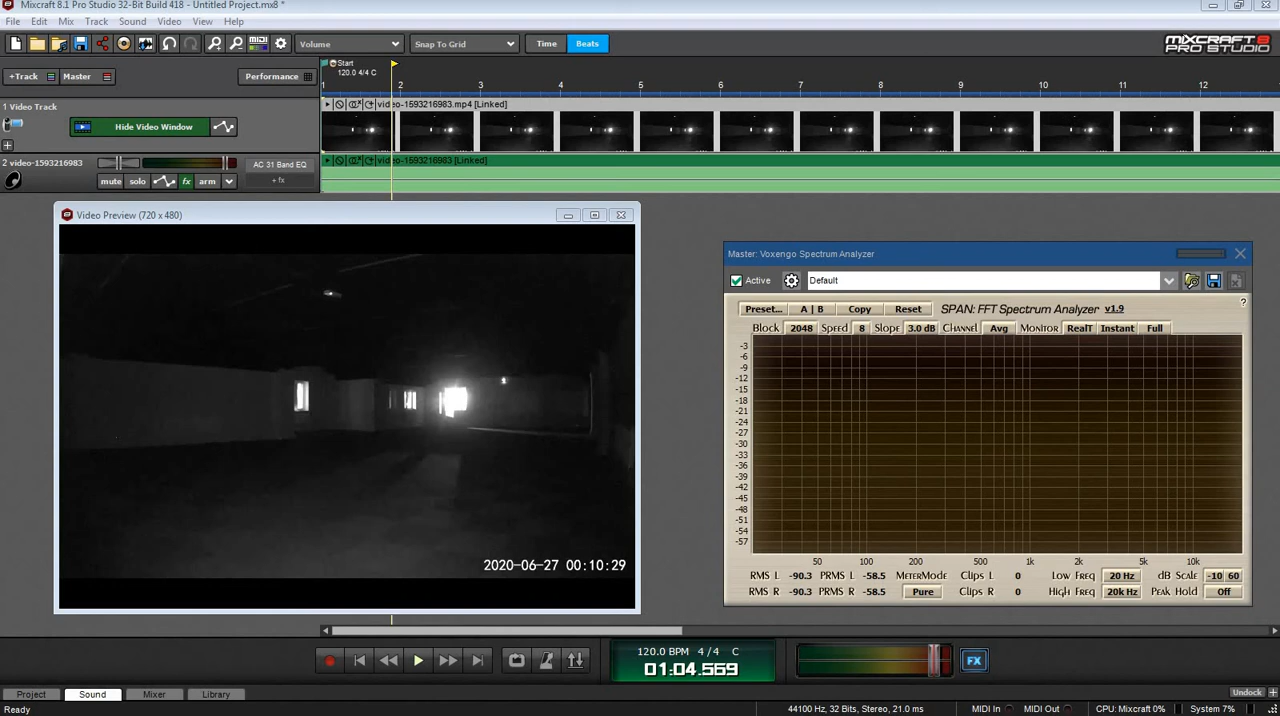 Mixcraft 8.1 Pro Studio 32-Bit Build 418 - Untitled Project.mx8 *
File Edit Mix Track Sound Video View Help
Volume Snap To Grid Time Beats MIXCRAFT 8 PRO STUDIO
+Track Master Performance
Start
120.0 4/4 C
1 2 3 4 5 6 7 8 9 10 11 12
1 Video Track
video-1593216983.mp4 [Linked]
Hide Video Window
2 video-1593216983
AC 31 Band EQ
video-1593216983 [Linked]
mute solo fx arm + fx
Video Preview (720 x 480)
2020-06-27 00:10:29
Master: Voxengo Spectrum Analyzer
Active Default
Preset... A | B Copy Reset SPAN: FFT Spectrum Analyzer v1.9 ?
Block 2048 Speed 8 Slope 3.0 dB Channel Avg Monitor RealT Instant Full
-3
-6
-9
-12
-15
-18
-21
-24
-27
-30
-33
-36
-39
-42
-45
-48
-51
-54
-57
50 100 200 500 1k 2k 5k 10k
RMS L -90.3 PRMS L -58.5 MeterMode Clips L 0 Low Freq 20 Hz dB Scale -10 60
RMS R -90.3 PRMS R -58.5 Pure Clips R 0 High Freq 20k Hz Peak Hold Off
120.0 BPM 4/4 C
01:04.569
FX
Project Sound Mixer Library
Undock
Ready
44100 Hz, 32 Bits, Stereo, 21.0 ms MIDI In MIDI Out CPU: Mixcraft 0% System 7%